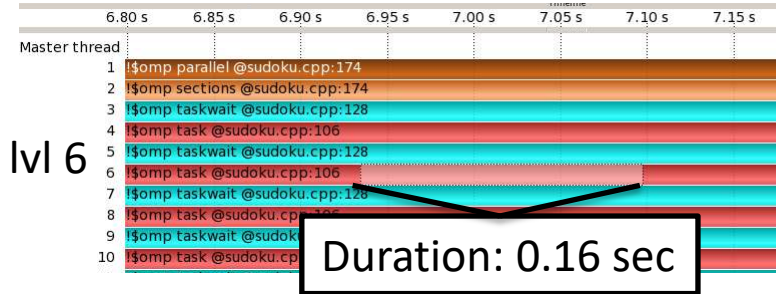 6.80 s 6.85 s 6.90 s 6.95 s 7.00 s 7.05 s 7.10 s 7.15 s
Master thread
1 !$omp parallel @sudoku.cpp:174
2 !$omp sections @sudoku.cpp:174
3 !$omp taskwait @sudoku.cpp:128
4 !$omp task @sudoku.cpp:106
5 !$omp taskwait @sudoku.cpp:128
lvl 6
6 !$omp task @sudoku.cpp:106
7 !$omp taskwait @sudoku.cpp:128
8 !$omp task @sudoku.cpp:106
9 !$omp taskwait @sudok
10 !$omp task @sudoku.cp
Duration: 0.16 sec